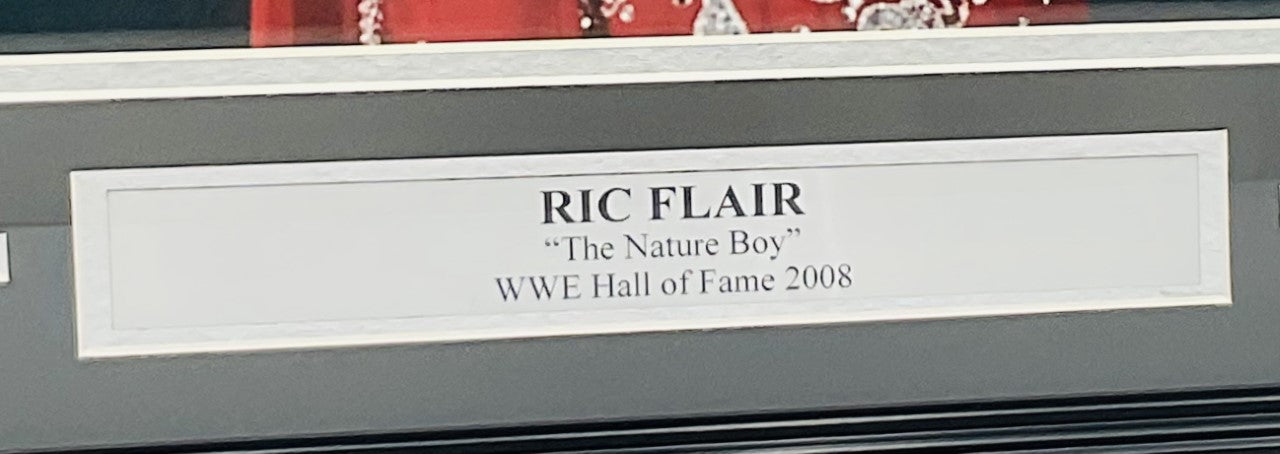 RIC FLAIR
“The Nature Boy”
WWE Hall of Fame 2008